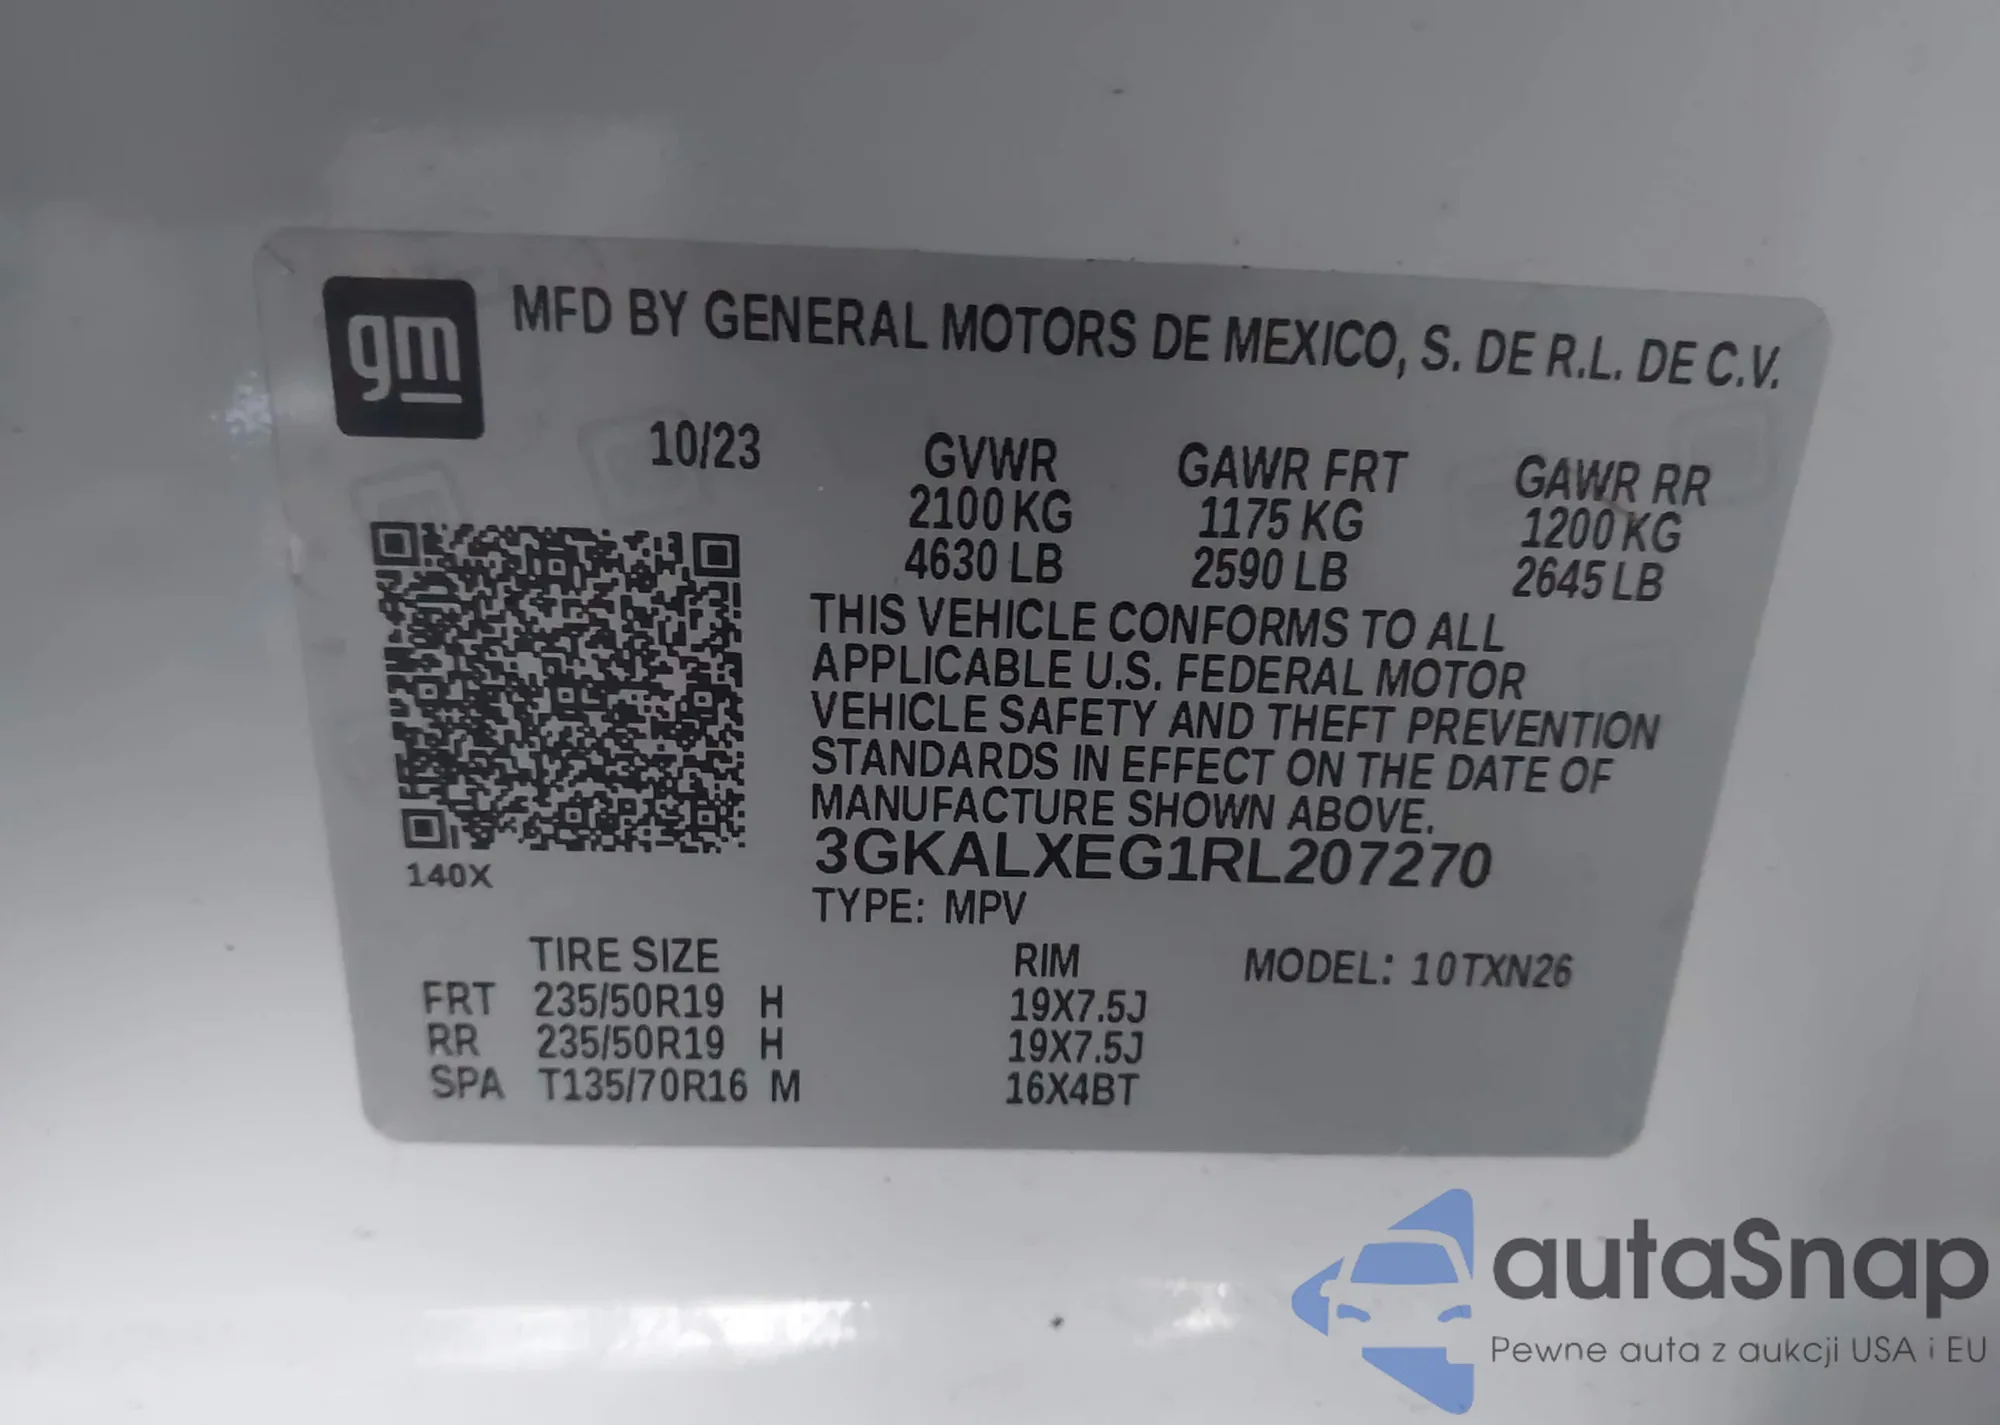 gm
MFD BY GENERAL MOTORS DE MEXICO, S. DE R.L. DE C.V.
10/23
GVWR GAWR FRT GAWR RR
2100 KG 1175 KG 1200 KG
4630 LB 2590 LB 2645 LB
THIS VEHICLE CONFORMS TO ALL
APPLICABLE U.S. FEDERAL MOTOR
VEHICLE SAFETY AND THEFT PREVENTION
STANDARDS IN EFFECT ON THE DATE OF
MANUFACTURE SHOWN ABOVE.
3GKALXEG1RL207270
140X
TYPE: MPV
TIRE SIZE RIM MODEL: 10TXN26
FRT 235/50R19 H 19X7.5J
RR 235/50R19 H 19X7.5J
SPA T135/70R16 M 16X4BT
autaSnap
Pewne auta z aukcji USA i EU